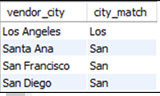 vendor_city city_match
Los Angeles Los
Santa Ana San
San Francisco San
San Diego San